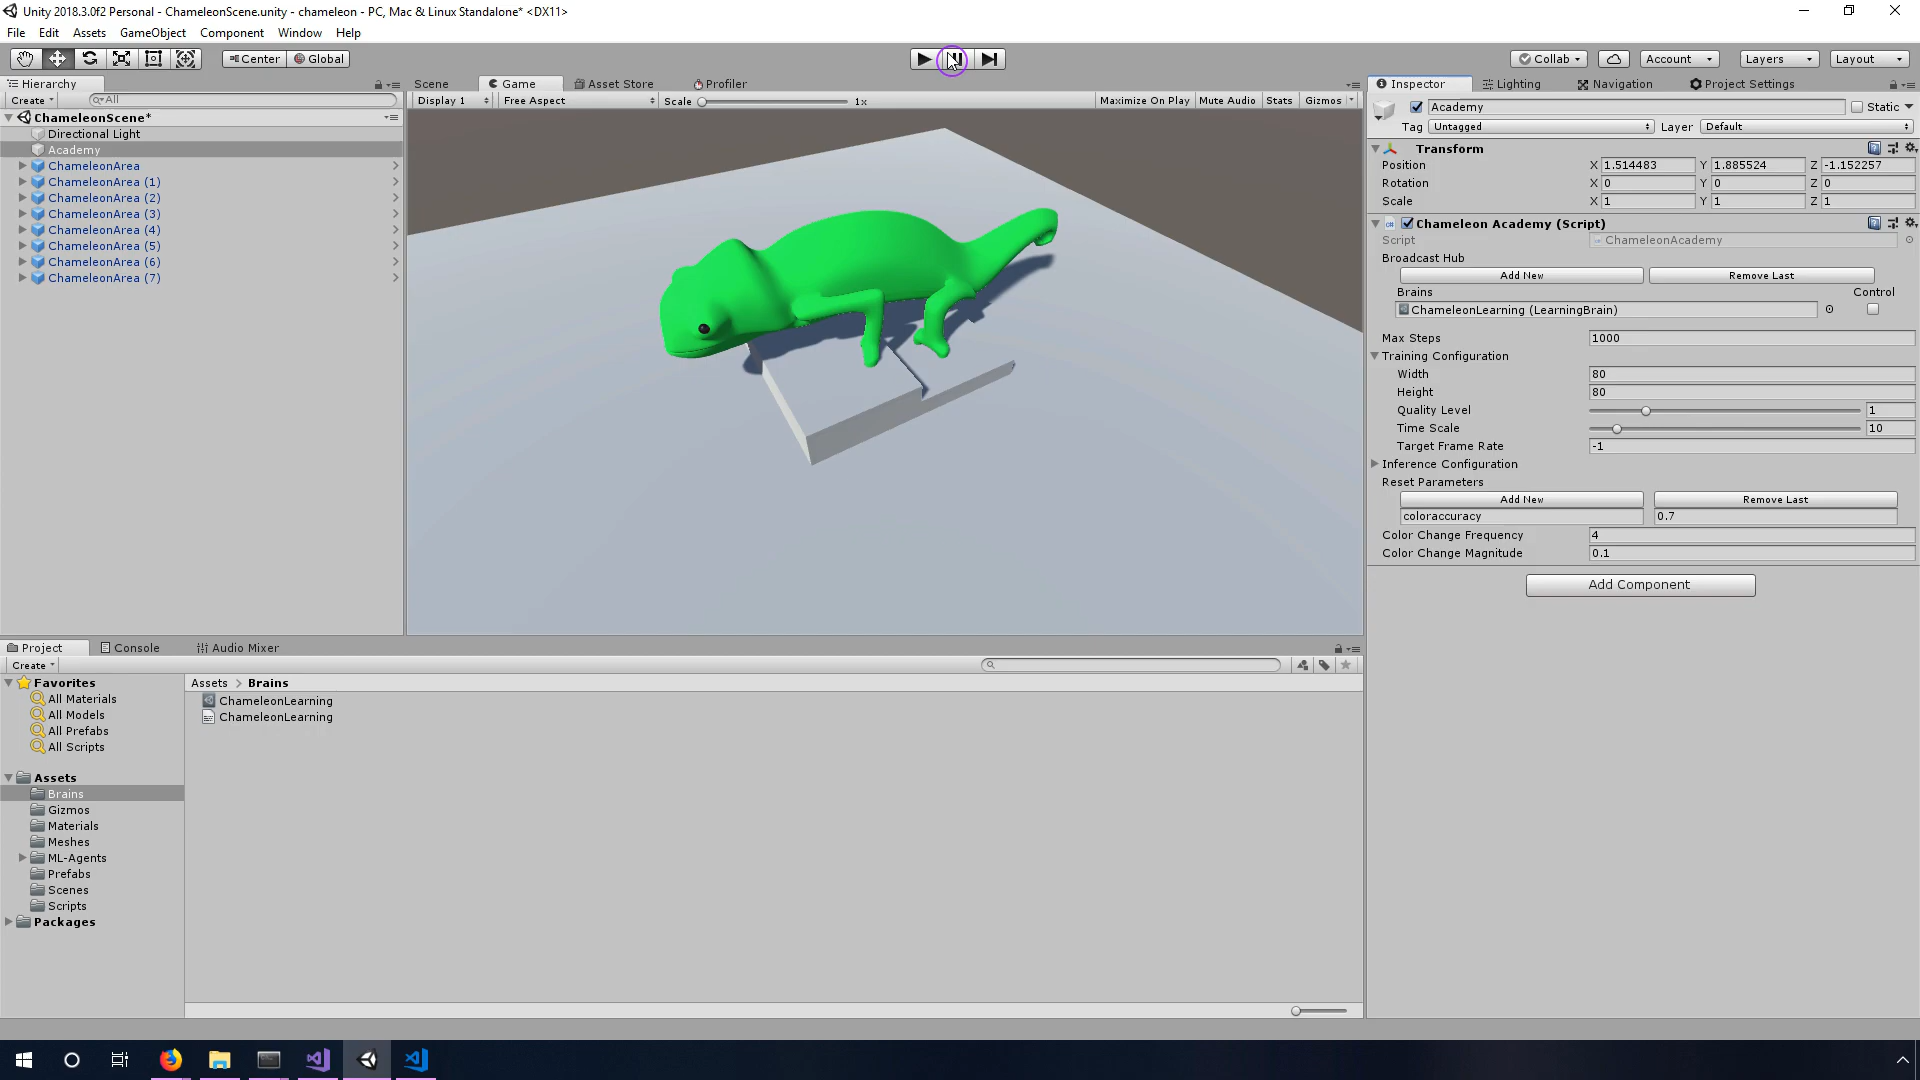 Unity 2018.3.0f2 Personal - ChameleonScene.unity - chameleon - PC, Mac & Linux Standalone* <DX11>
File Edit Assets GameObject Component Window Help
Center Global Collab Account Layers Layout
Hierarchy
Create All
ChameleonScene*
Directional Light
Academy
ChameleonArea
ChameleonArea (1)
ChameleonArea (2)
ChameleonArea (3)
ChameleonArea (4)
ChameleonArea (5)
ChameleonArea (6)
ChameleonArea (7)
Scene Game Asset Store Profiler
Display 1 Free Aspect Scale 1x Maximize On Play Mute Audio Stats Gizmos
Inspector Lighting Navigation Project Settings
Academy Static
Tag Untagged Layer Default
Transform
Position X 1.514483 Y 1.885524 Z -1.152257
Rotation X 0 Y 0 Z 0
Scale X 1 Y 1 Z 1
Chameleon Academy (Script)
Script ChameleonAcademy
Broadcast Hub
Add New Remove Last
Brains Control
ChameleonLearning (LearningBrain)
Max Steps 1000
Training Configuration
Width 80
Height 80
Quality Level 1
Time Scale 10
Target Frame Rate -1
Inference Configuration
Reset Parameters
Add New Remove Last
coloraccuracy 0.7
Color Change Frequency 4
Color Change Magnitude 0.1
Add Component
Project Console Audio Mixer
Create
Favorites
All Materials
All Models
All Prefabs
All Scripts
Assets
Brains
Gizmos
Materials
Meshes
ML-Agents
Prefabs
Scenes
Scripts
Packages
Assets > Brains
ChameleonLearning
ChameleonLearning